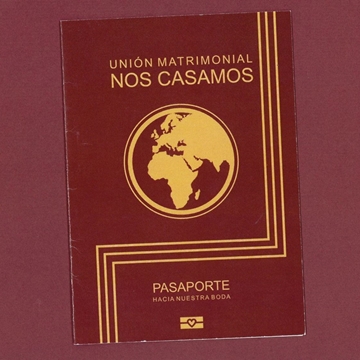 UNIÓN MATRIMONIAL
NOS CASAMOS
PASAPORTE
HACIA NUESTRA BODA